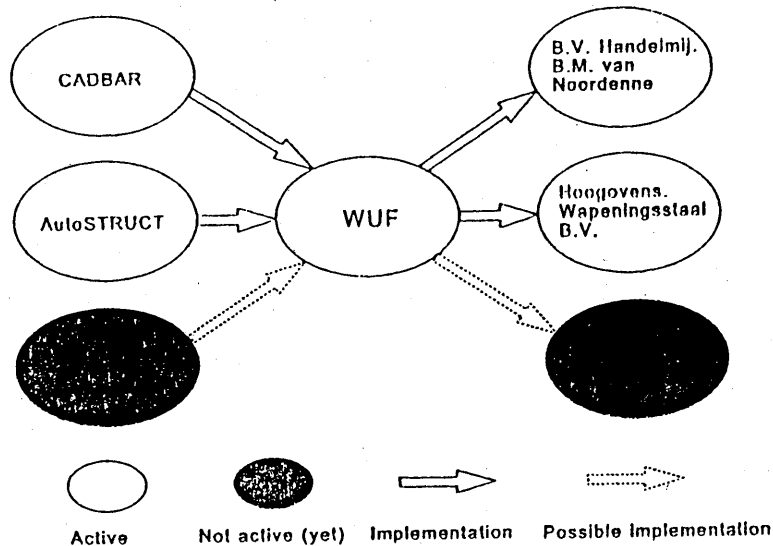 CADBAR
B.V. Handelmij.
B.M. van
Noordenne
AutoSTRUCT
WUF
Hoogovens.
Wapeningsstaal
B.V.
Active
Not active (yet)
Implementation
Possible Implementation